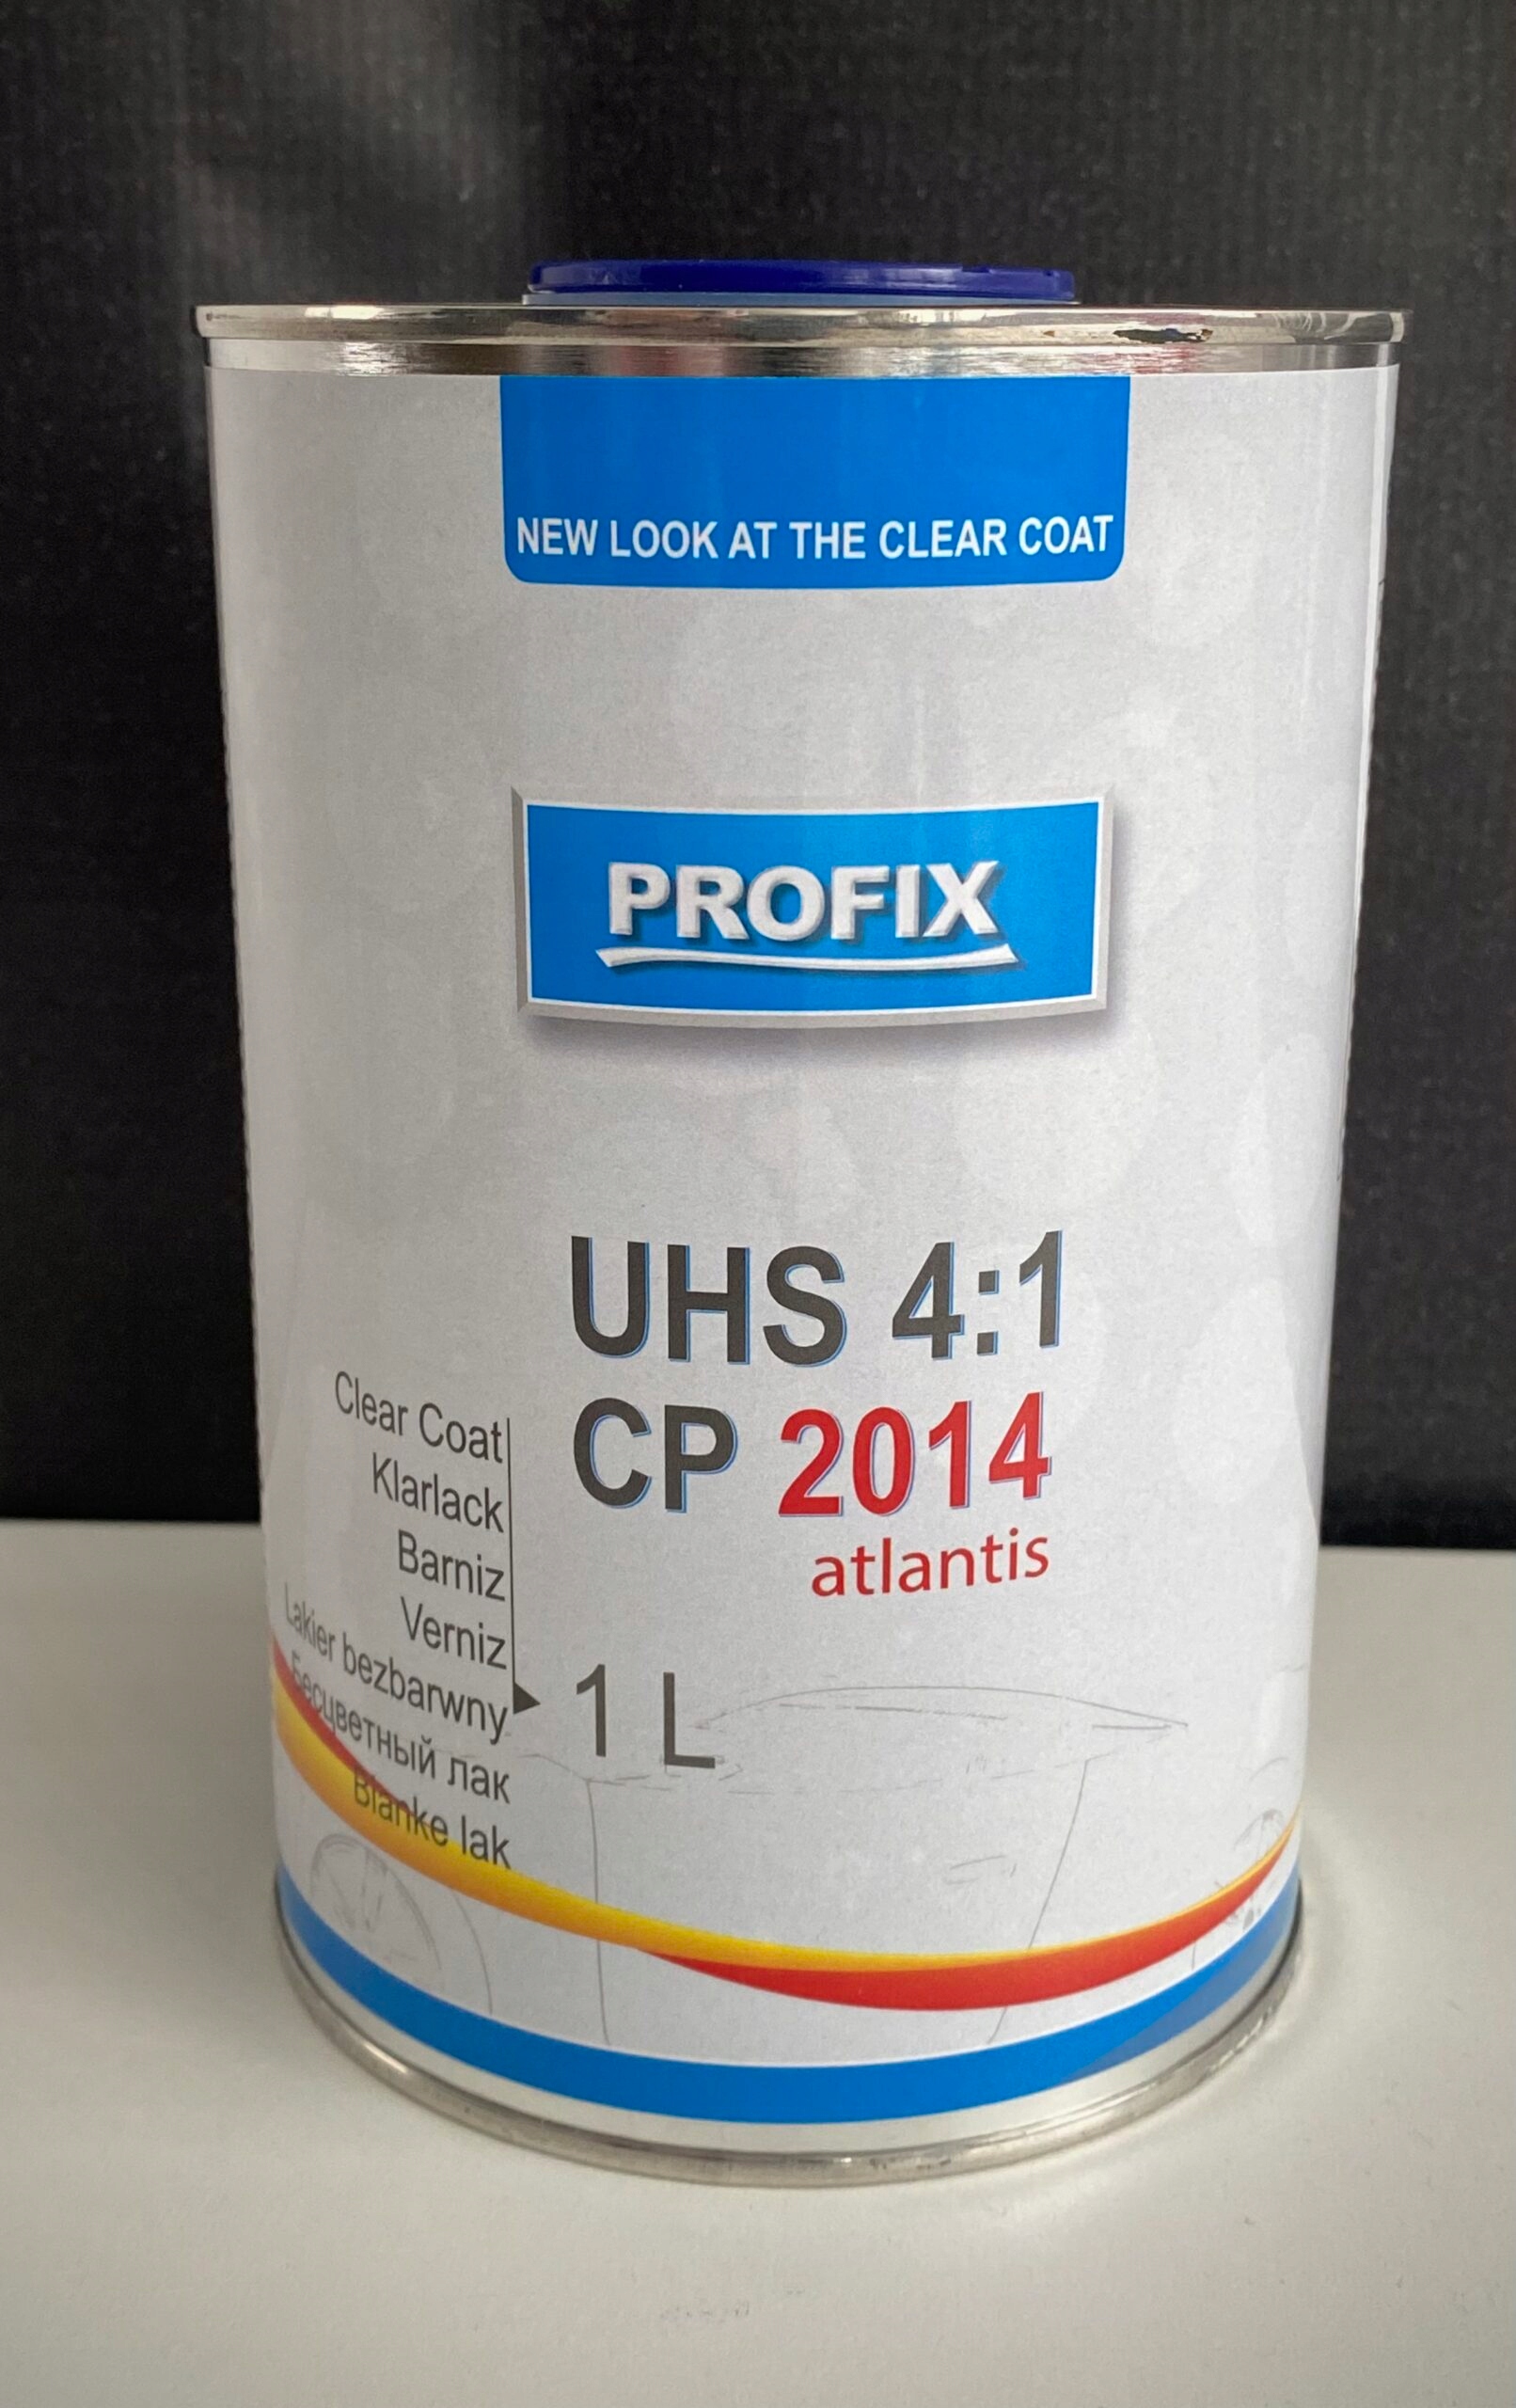 NEW LOOK AT THE CLEAR COAT
PROFIX
UHS 4:1
CP 2014
atlantis
Clear Coat
Klarlack
Barniz
Verniz
Lakier bezbarwny
Бесцветный лак
Blanke lak
1 L